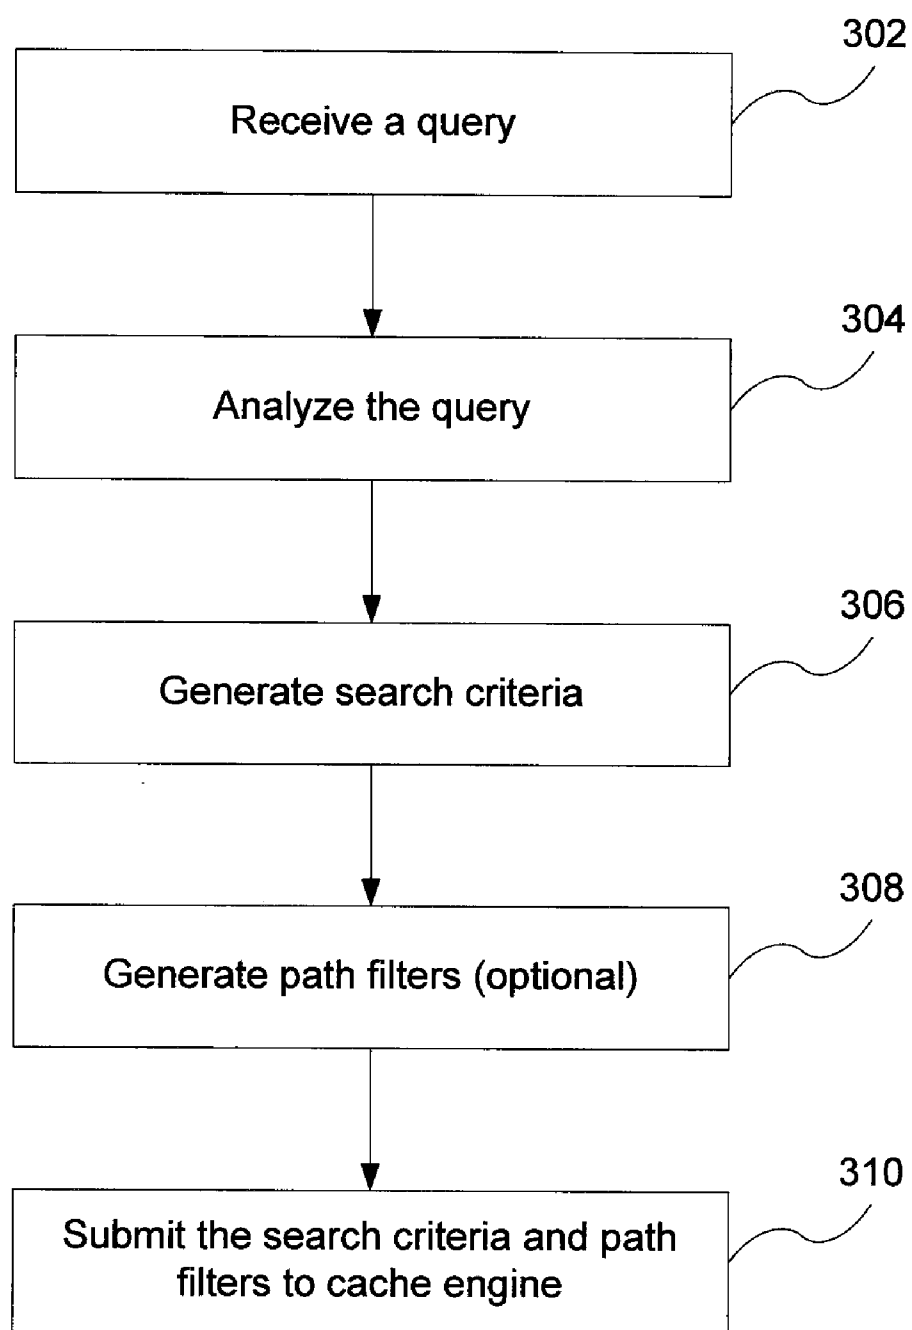 302
Receive a query
304
Analyze the query
306
Generate search criteria
308
Generate path filters (optional)
310
Submit the search criteria and path
filters to cache engine